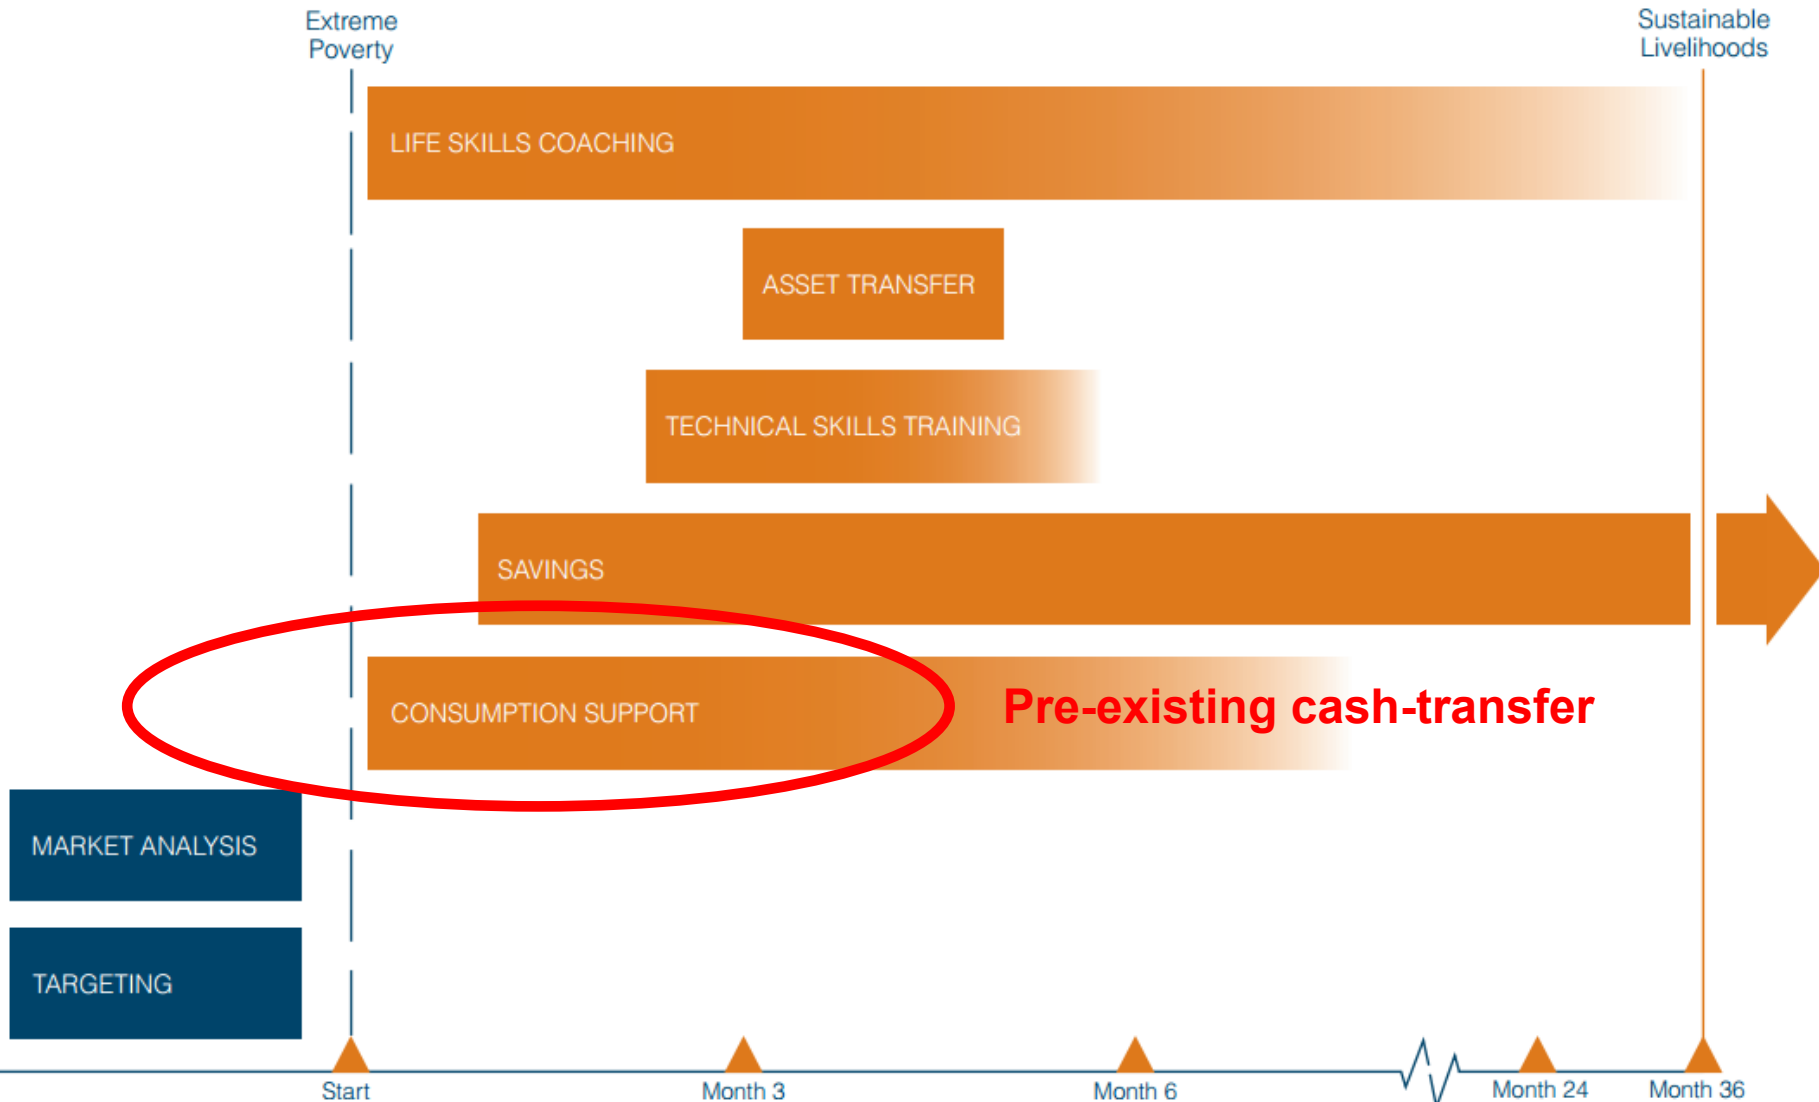 Extreme
Poverty
Sustainable
Livelihoods
LIFE SKILLS COACHING
ASSET TRANSFER
TECHNICAL SKILLS TRAINING
SAVINGS
CONSUMPTION SUPPORT
Pre-existing cash-transfer
MARKET ANALYSIS
TARGETING
Start
Month 3
Month 6
Month 24
Month 36